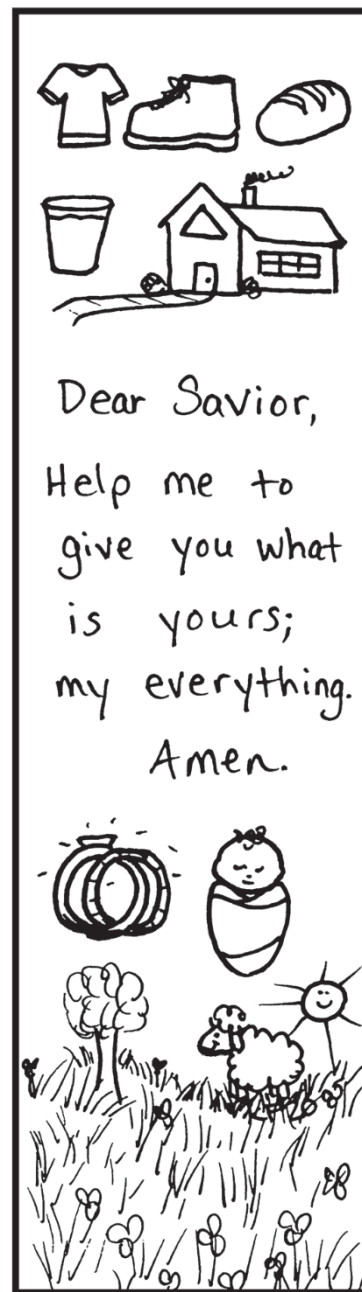 Dear Savior,
Help me to
give you what
is yours;
my everything.
Amen.